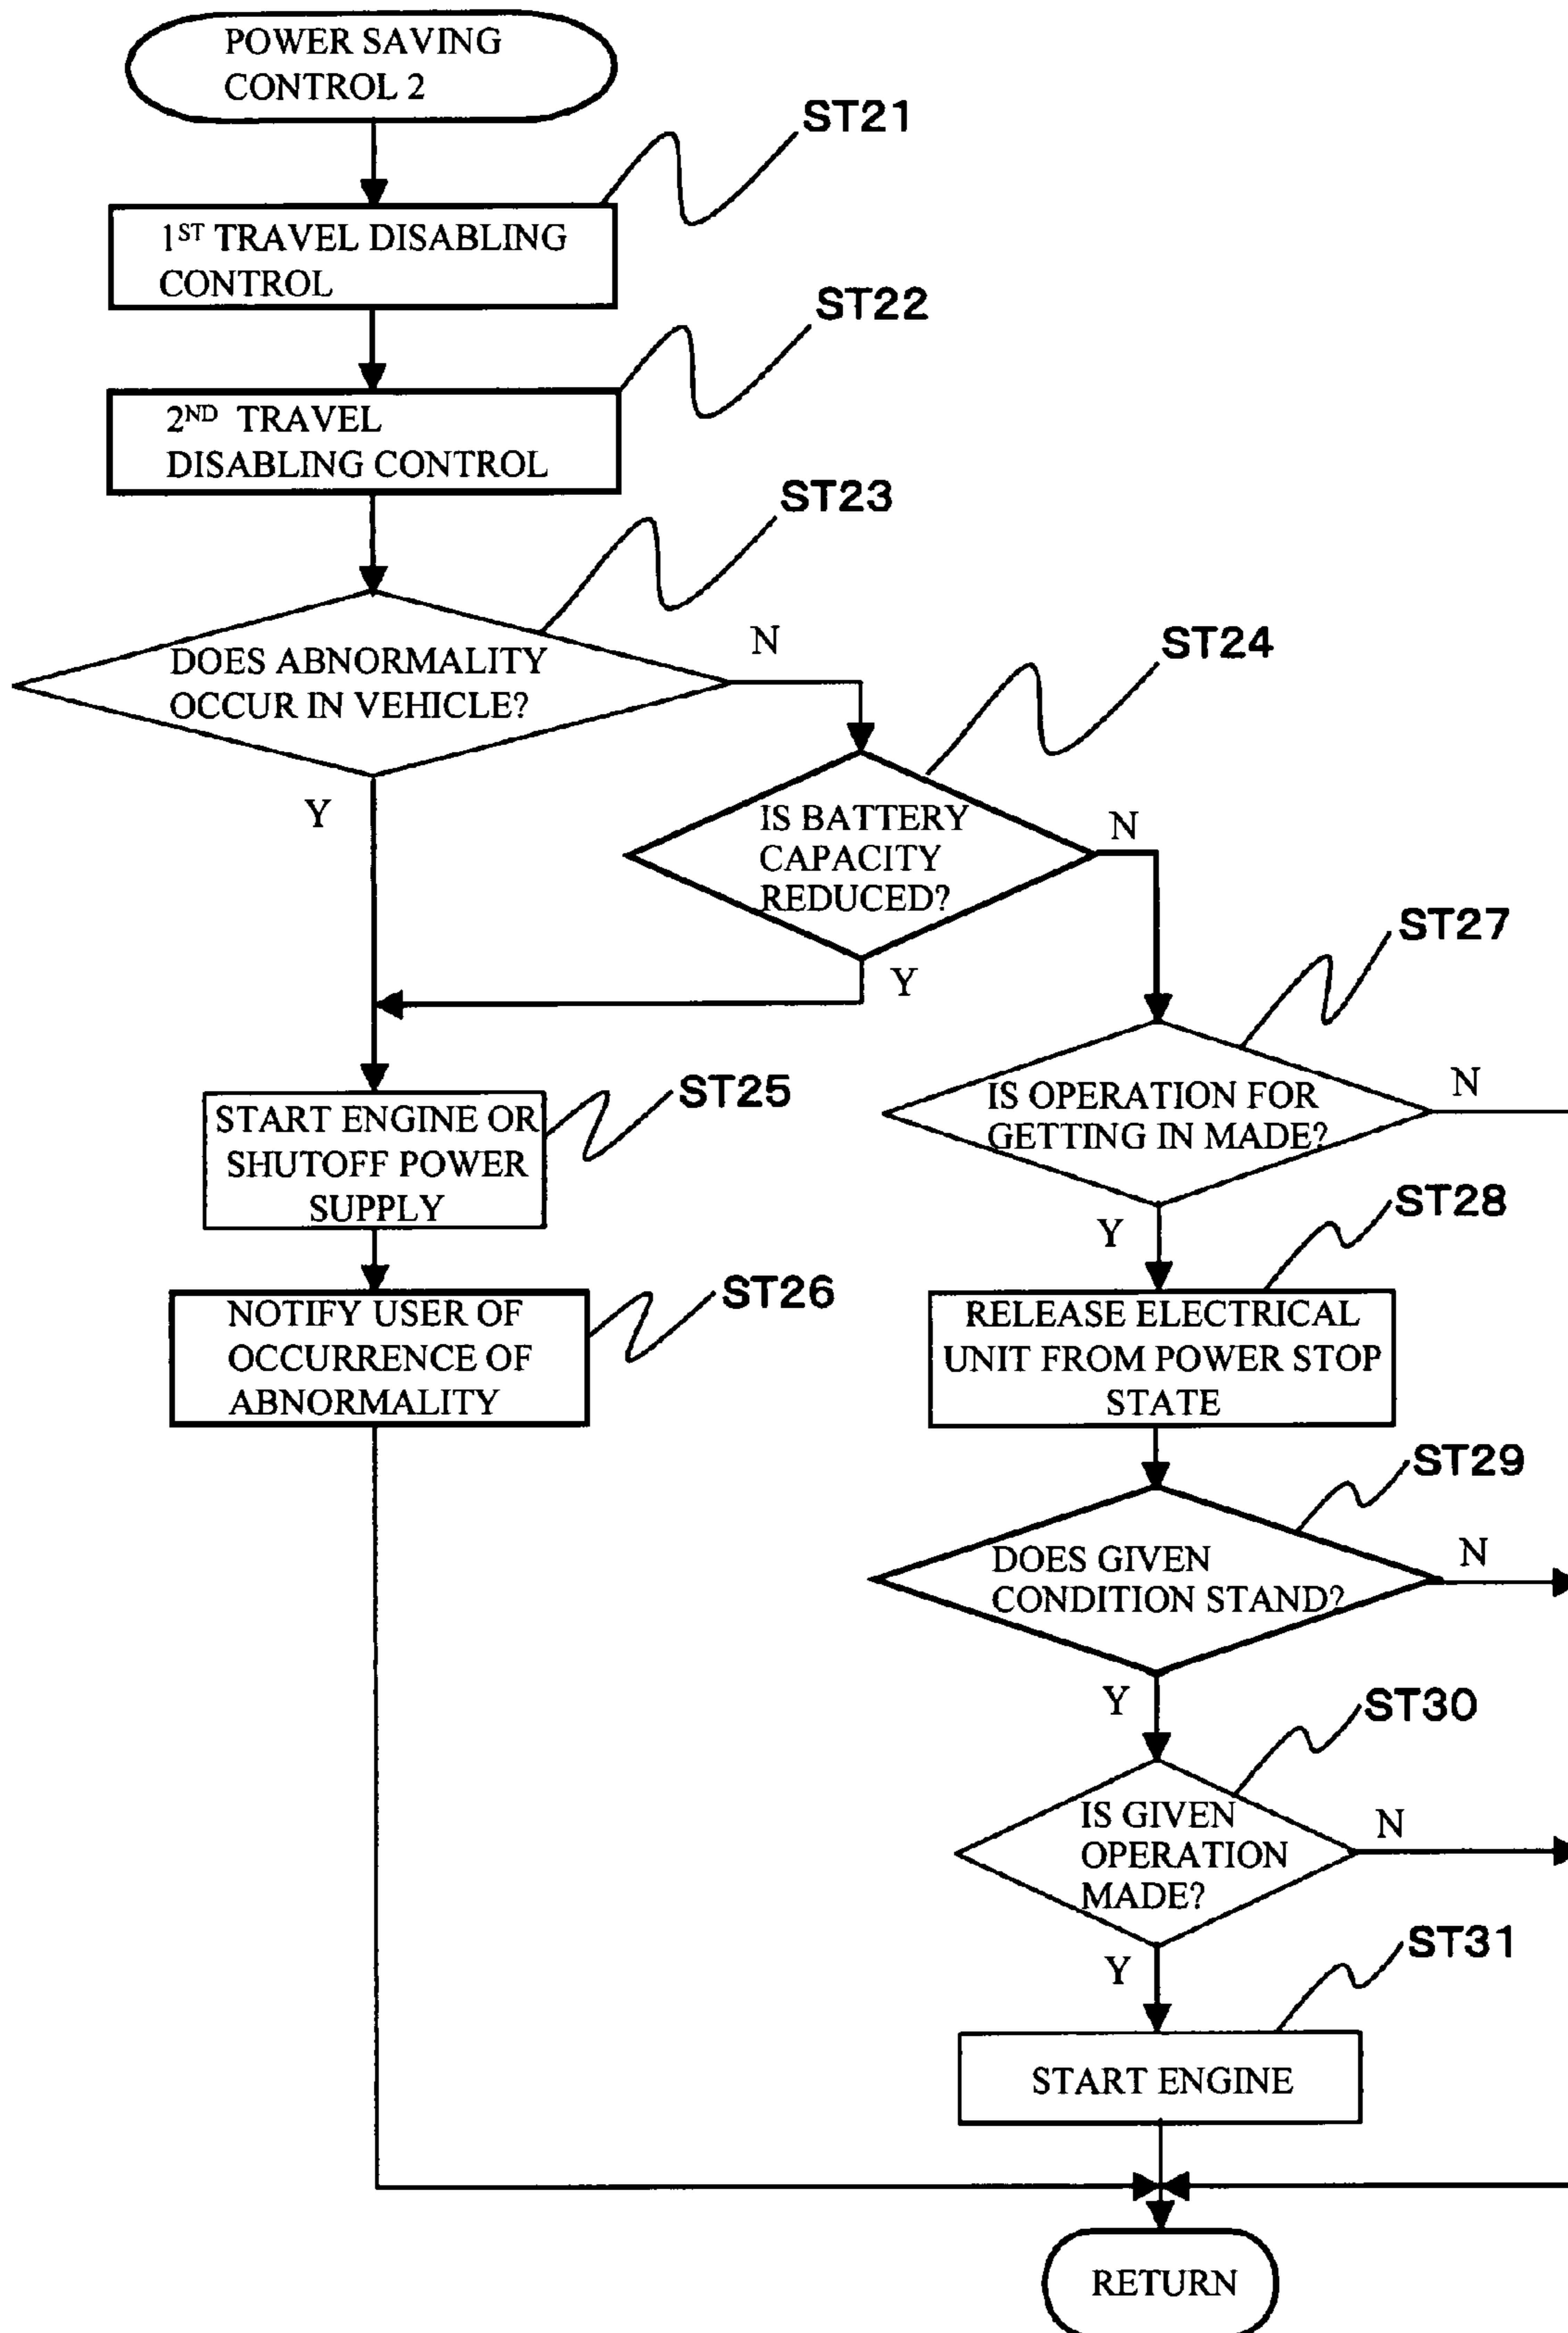 POWER SAVING
CONTROL 2
ST21
1ST TRAVEL DISABLING
CONTROL
ST22
2ND TRAVEL
DISABLING CONTROL
ST23
DOES ABNORMALITY
OCCUR IN VEHICLE?
N
Y
ST24
IS BATTERY
CAPACITY
REDUCED?
N
Y
ST25
START ENGINE OR
SHUTOFF POWER
SUPPLY
ST26
NOTIFY USER OF
OCCURRENCE OF
ABNORMALITY
ST27
IS OPERATION FOR
GETTING IN MADE?
N
Y
ST28
RELEASE ELECTRICAL
UNIT FROM POWER STOP
STATE
ST29
DOES GIVEN
CONDITION STAND?
N
Y
ST30
IS GIVEN
OPERATION
MADE?
N
Y
ST31
START ENGINE
RETURN